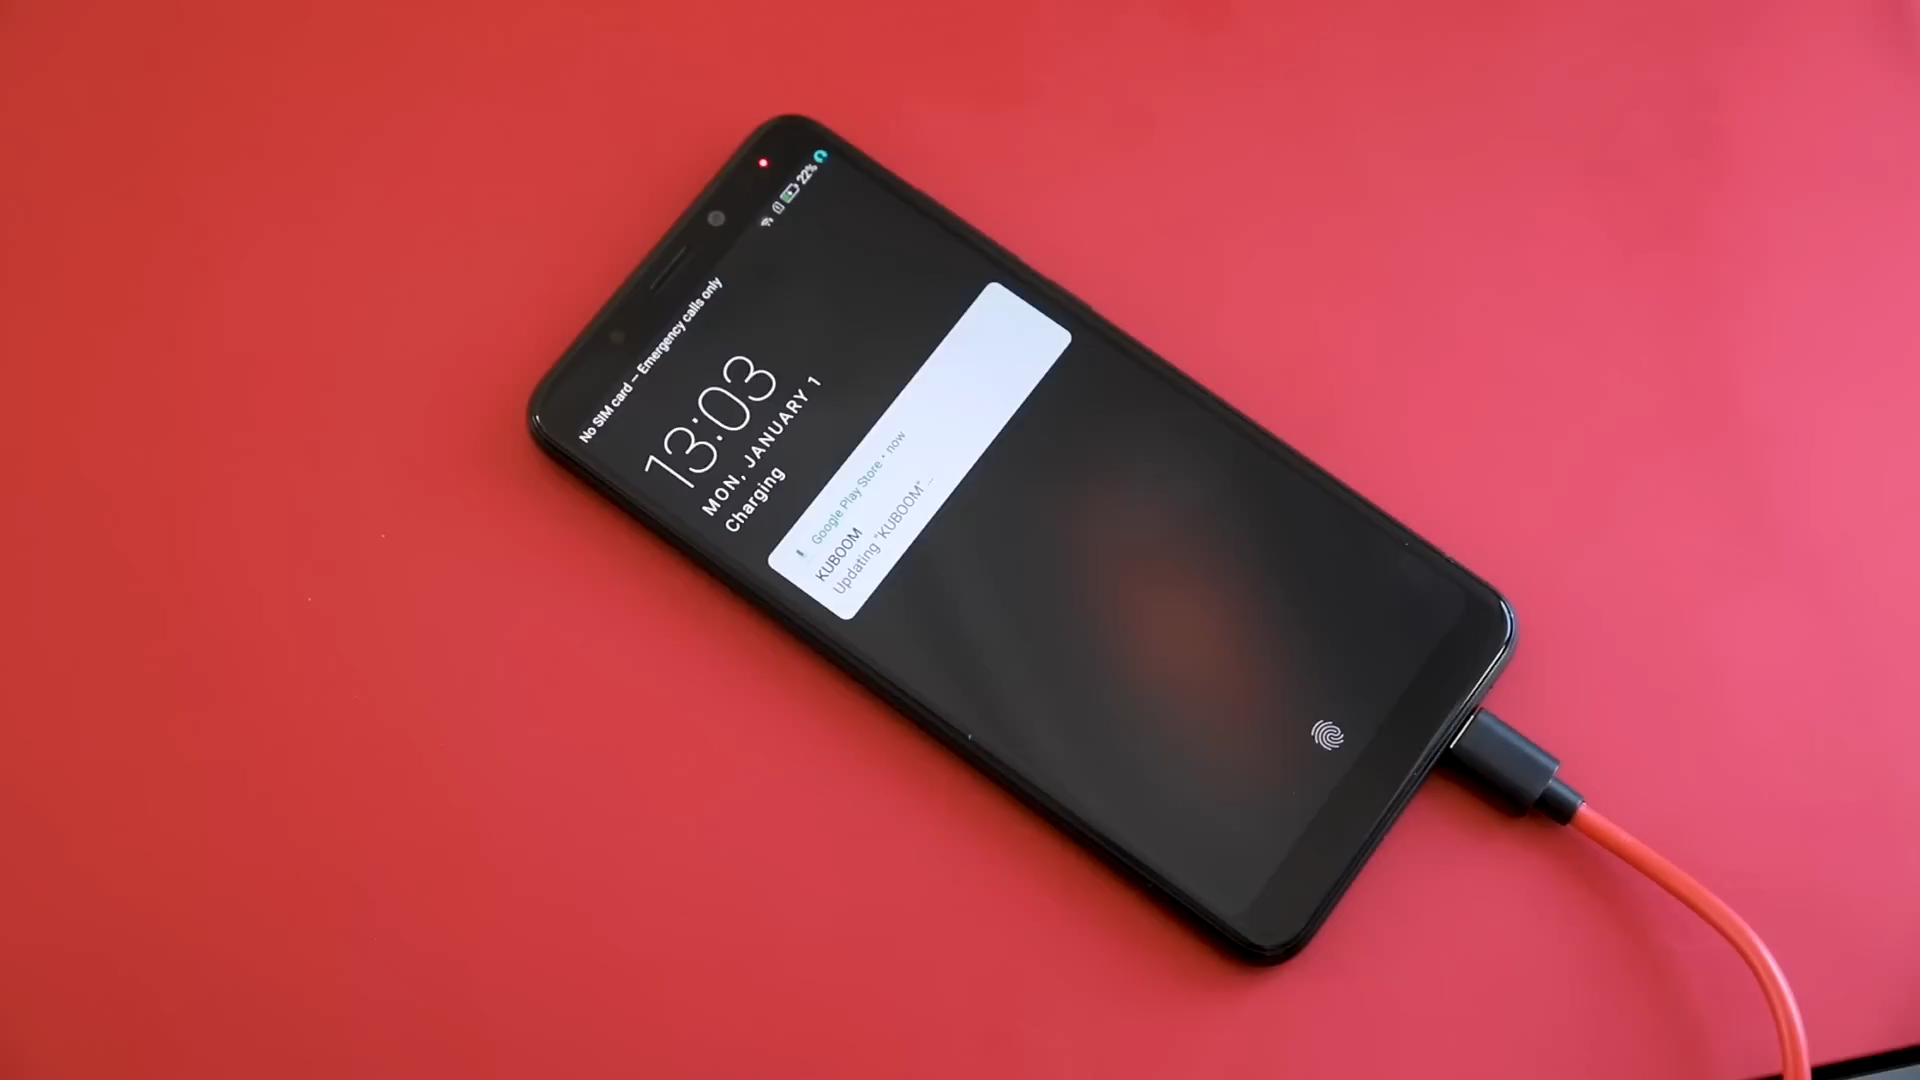 22%
No SIM card – Emergency calls only
13:03
MON, JANUARY 1
Charging
Google Play Store • now
KUBOOM
Updating "KUBOOM" ...